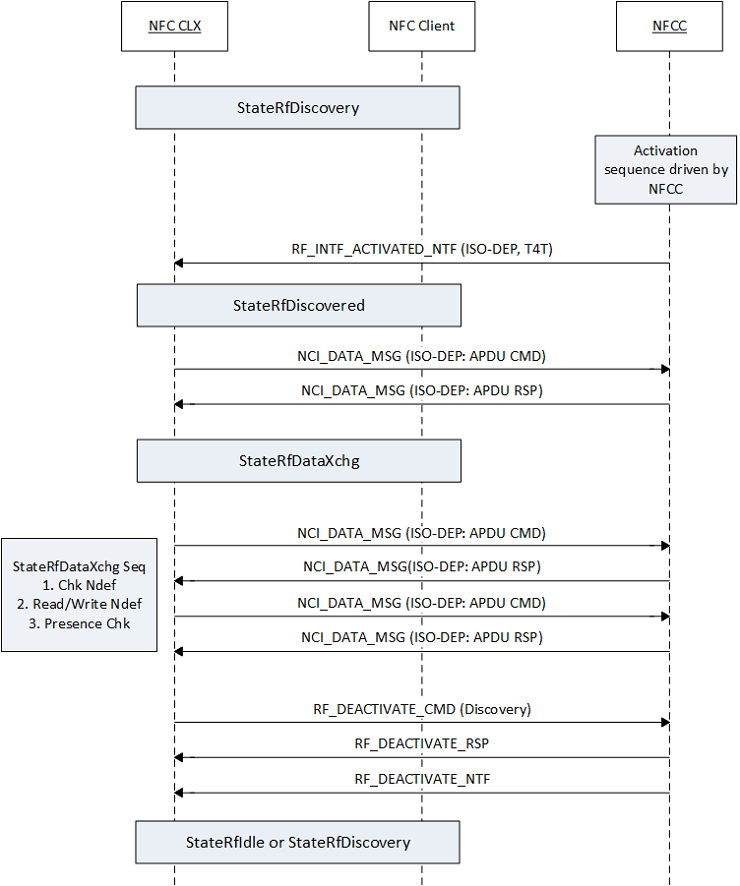 NFC CLX
NFC Client
NFCC
StateRfDiscovery
Activation
sequence driven by
NFCC
RF_INTF_ACTIVATED_NTF (ISO-DEP, T4T)
StateRfDiscovered
NCI_DATA_MSG (ISO-DEP: APDU CMD)
NCI_DATA_MSG (ISO-DEP: APDU RSP)
StateRfDataXchg
NCI_DATA_MSG (ISO-DEP: APDU CMD)
StateRfDataXchg Seq
1. Chk Ndef
2. Read/Write Ndef
3. Presence Chk
NCI_DATA_MSG(ISO-DEP: APDU RSP)
NCI_DATA_MSG (ISO-DEP: APDU CMD)
NCI_DATA_MSG (ISO-DEP: APDU RSP)
RF_DEACTIVATE_CMD (Discovery)
RF_DEACTIVATE_RSP
RF_DEACTIVATE_NTF
StateRfIdle or StateRfDiscovery